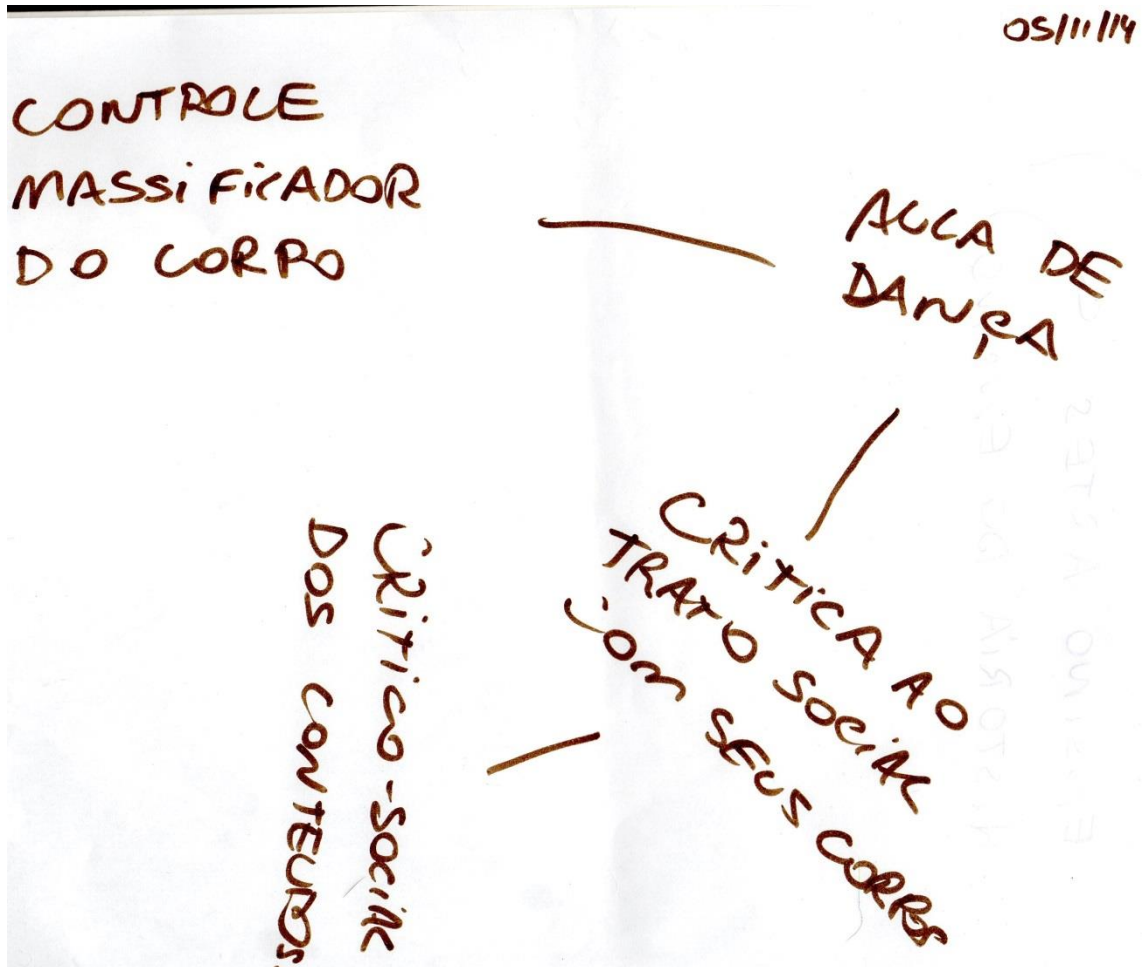 05/11/14
CONTROLE
MASSiFiCADOR
DO CORPO
AULA DE
DANÇA
CRiTiCA AO
TRATO SOCiAL
COM SEUS CORPOS
CRiTiCO-SOCiAL
DOS CONTEUDOS